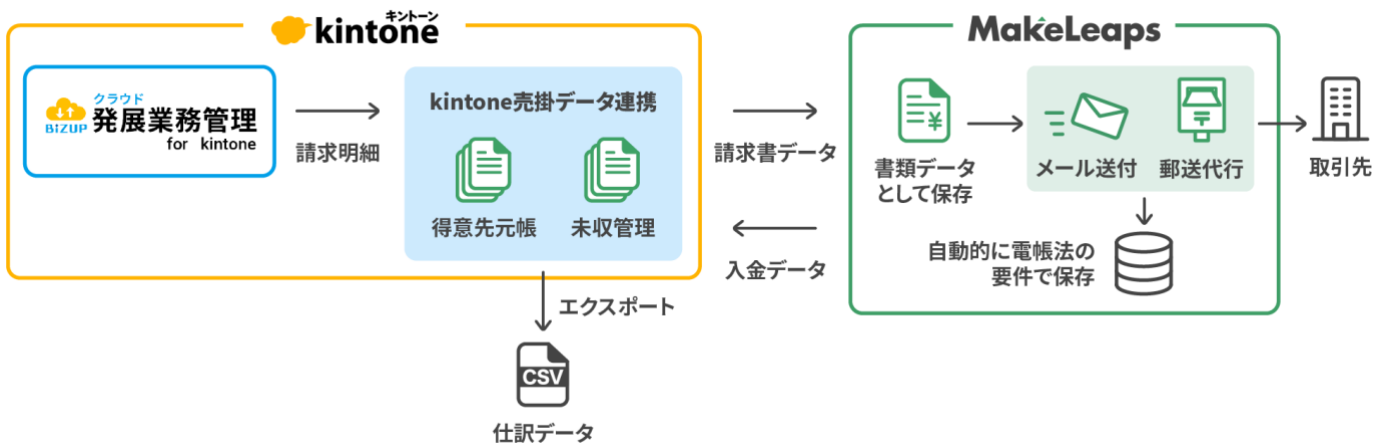 キントーン
kintone
MakeLeaps
クラウド
BIZUP 発展業務管理
for kintone
請求明細
kintone売掛データ連携
得意先元帳
未収管理
請求書データ
入金データ
書類データ
として保存
メール送付
郵送代行
取引先
自動的に電帳法の
要件で保存
エクスポート
CSV
仕訳データ